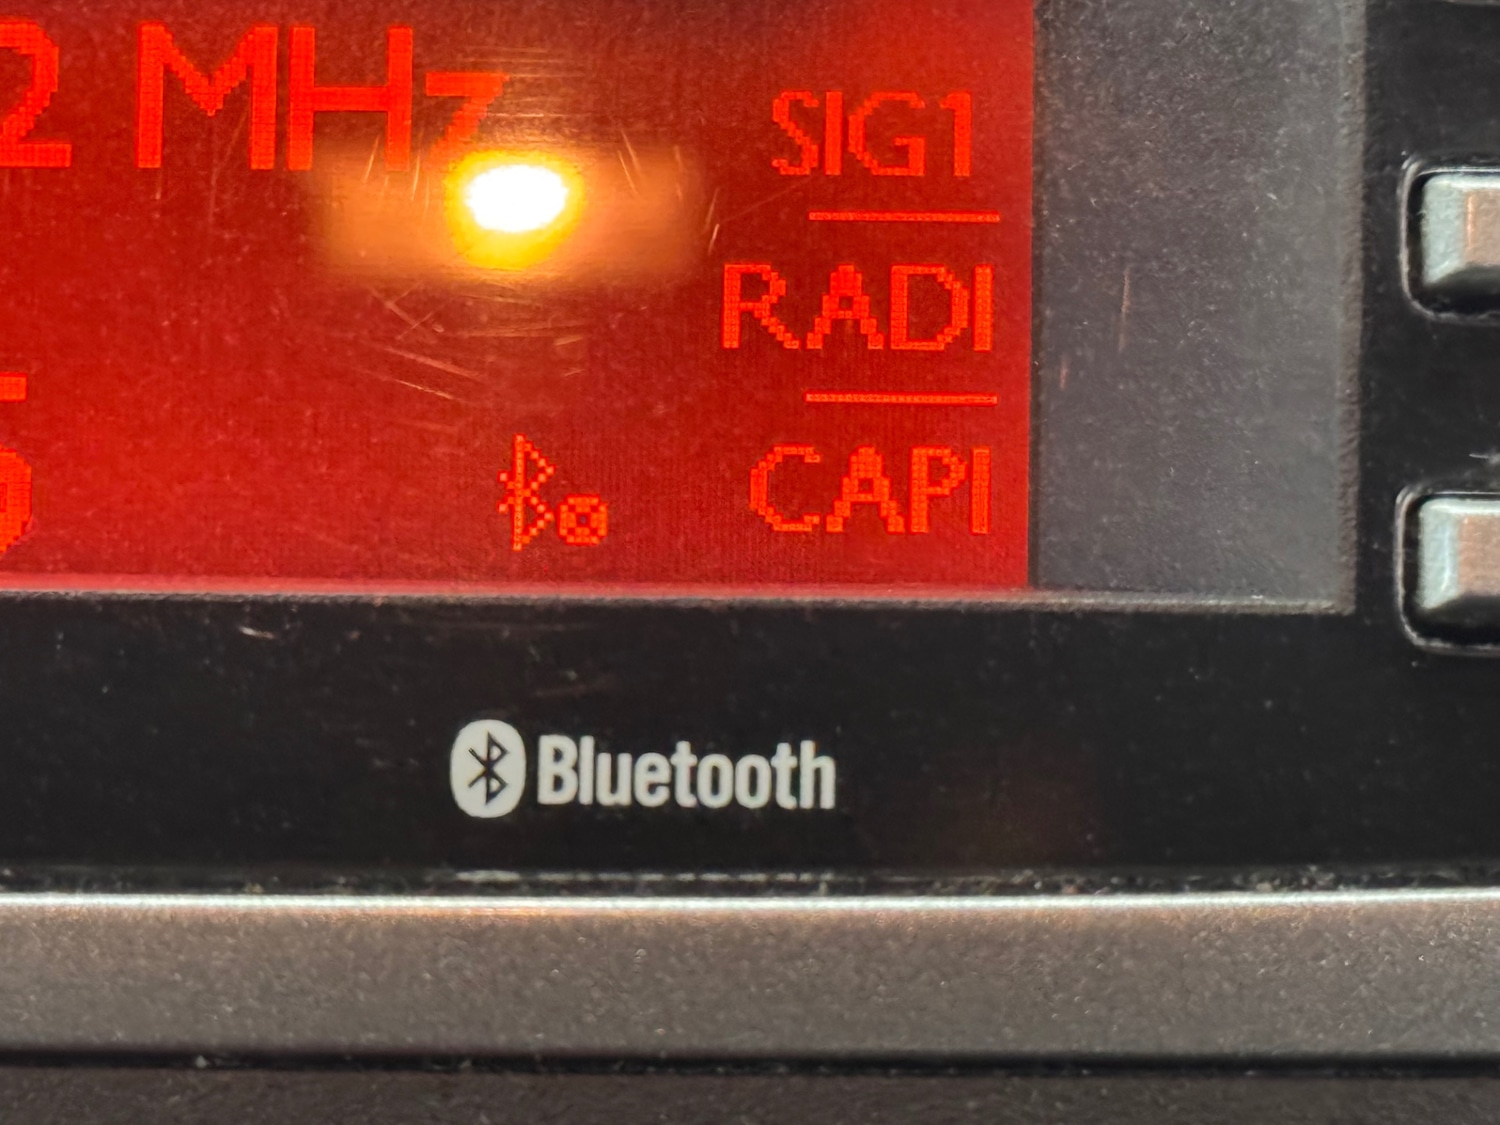 2 MHz
SIG1
RADI
CAPI
Bluetooth